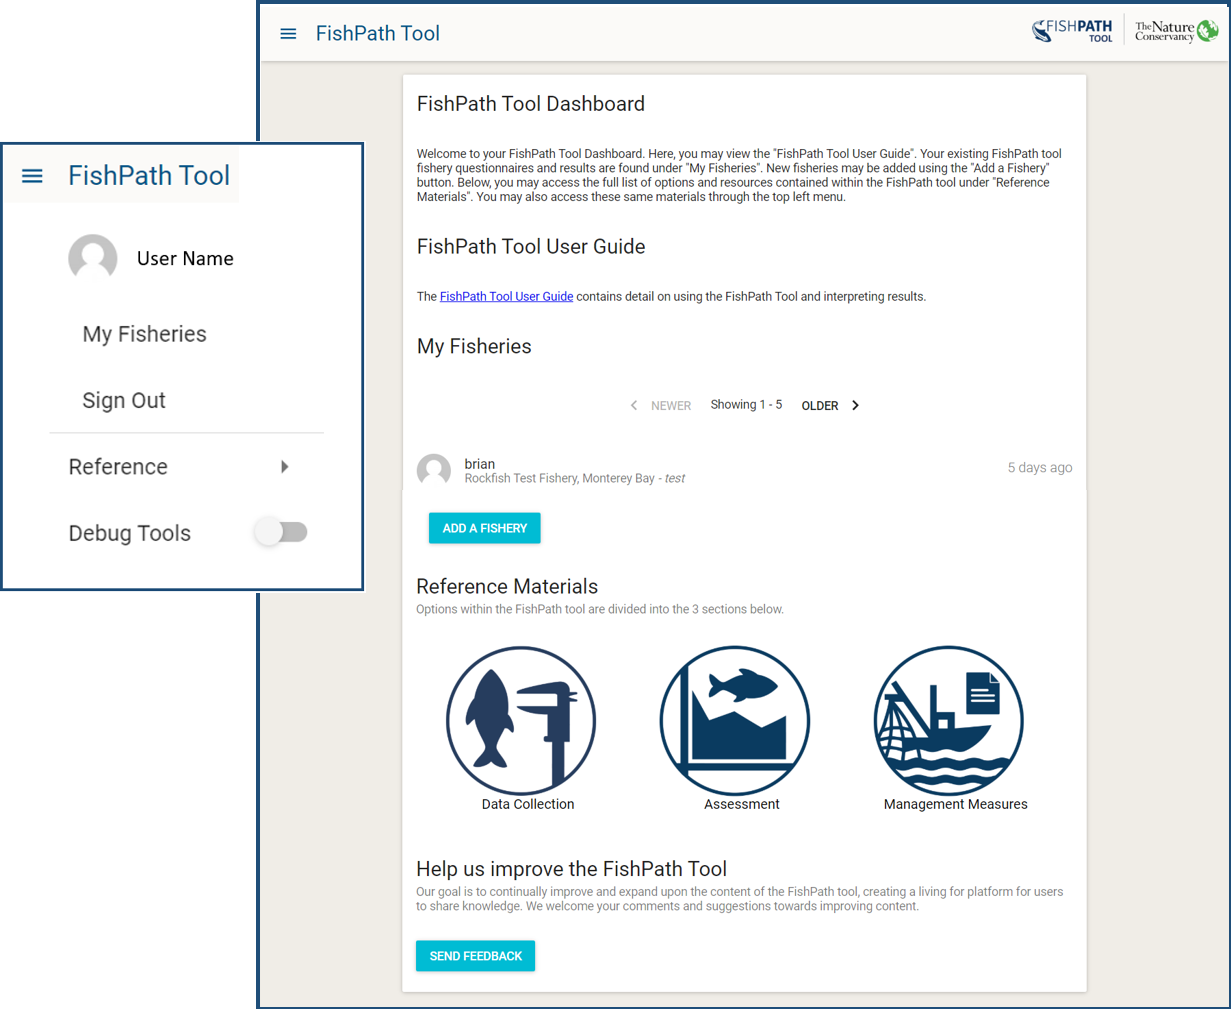 FishPath Tool
User Name
My Fisheries
Sign Out
Reference
Debug Tools
FishPath Tool
FISHPATH
TOOL
The Nature
Conservancy
FishPath Tool Dashboard
Welcome to your FishPath Tool Dashboard. Here, you may view the "FishPath Tool User Guide". Your existing FishPath tool
fishery questionnaires and results are found under "My Fisheries". New fisheries may be added using the "Add a Fishery"
button. Below, you may access the full list of options and resources contained within the FishPath tool under "Reference
Materials". You may also access these same materials through the top left menu.
FishPath Tool User Guide
The FishPath Tool User Guide contains detail on using the FishPath Tool and interpreting results.
My Fisheries
NEWER Showing 1 - 5 OLDER
brian
Rockfish Test Fishery, Monterey Bay - test
5 days ago
ADD A FISHERY
Reference Materials
Options within the FishPath tool are divided into the 3 sections below.
Data Collection
Assessment
Management Measures
Help us improve the FishPath Tool
Our goal is to continually improve and expand upon the content of the FishPath tool, creating a living for platform for users
to share knowledge. We welcome your comments and suggestions towards improving content.
SEND FEEDBACK